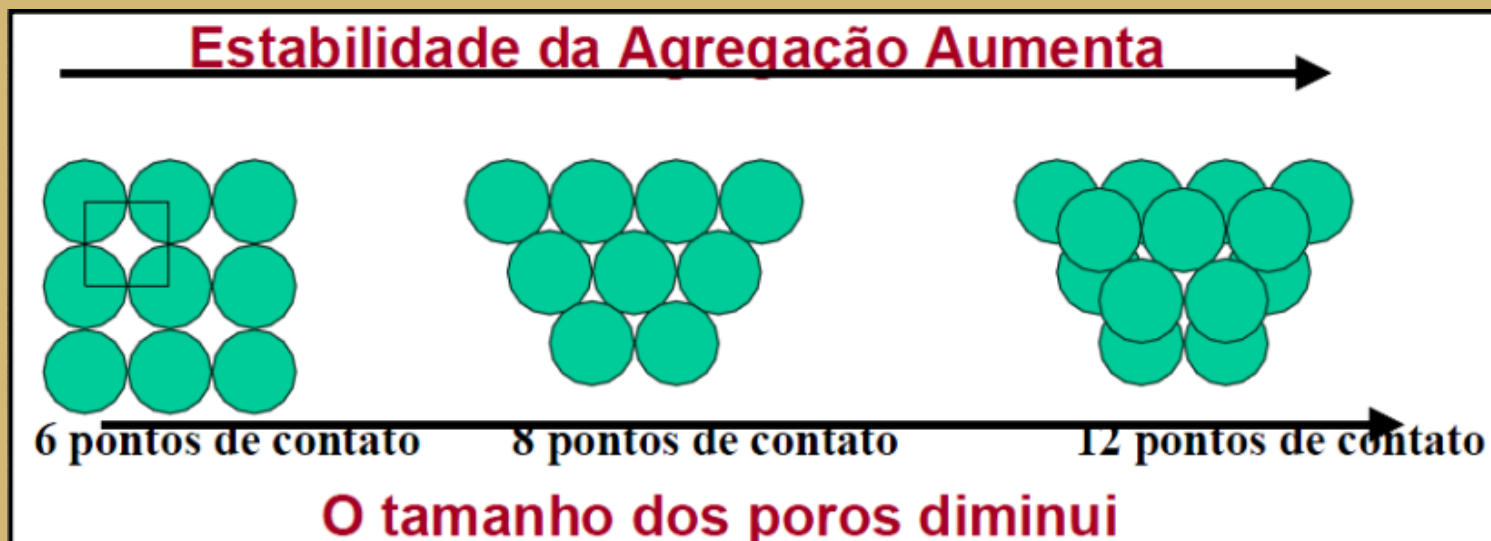 Estabilidade da Agregação Aumenta
6 pontos de contato 8 pontos de contato 12 pontos de contato
O tamanho dos poros diminui